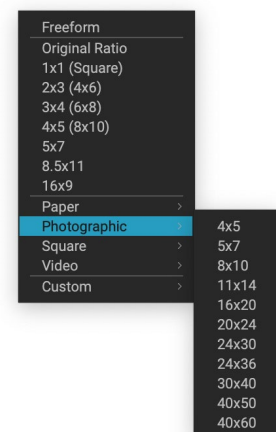 Freeform
Original Ratio
1x1 (Square)
2x3 (4x6)
3x4 (6x8)
4x5 (8x10)
5x7
8.5x11
16x9
Paper
Photographic
Square
Video
Custom
4x5
5x7
8x10
11x14
16x20
20x24
24x30
24x36
30x40
40x50
40x60